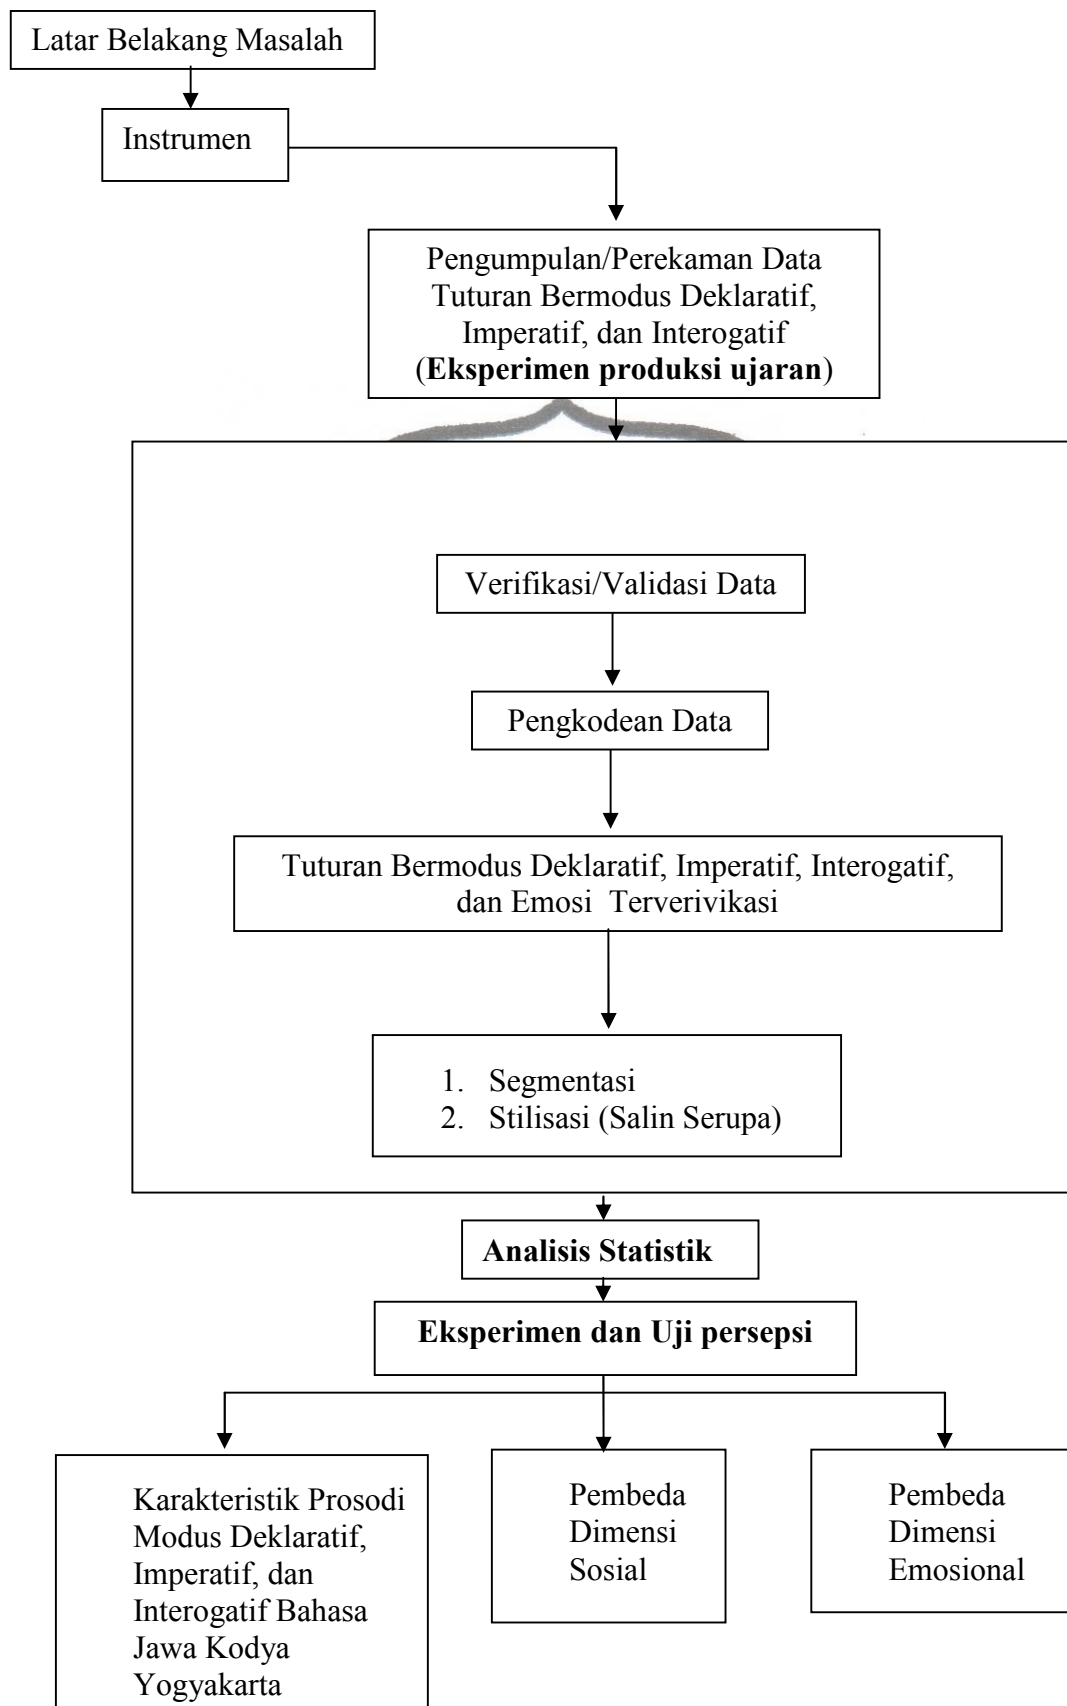 Latar Belakang Masalah
Instrumen
Pengumpulan/Perekaman Data
Tuturan Bermodus Deklaratif,
Imperatif, dan Interogatif
(Eksperimen produksi ujaran)
Verifikasi/Validasi Data
Pengkodean Data
Tuturan Bermodus Deklaratif, Imperatif, Interogatif,
dan Emosi Terverivikasi
1. Segmentasi
2. Stilisasi (Salin Serupa)
Analisis Statistik
Eksperimen dan Uji persepsi
Karakteristik Prosodi
Modus Deklaratif,
Imperatif, dan
Interogatif Bahasa
Jawa Kodya
Yogyakarta
Pembeda
Dimensi
Sosial
Pembeda
Dimensi
Emosional